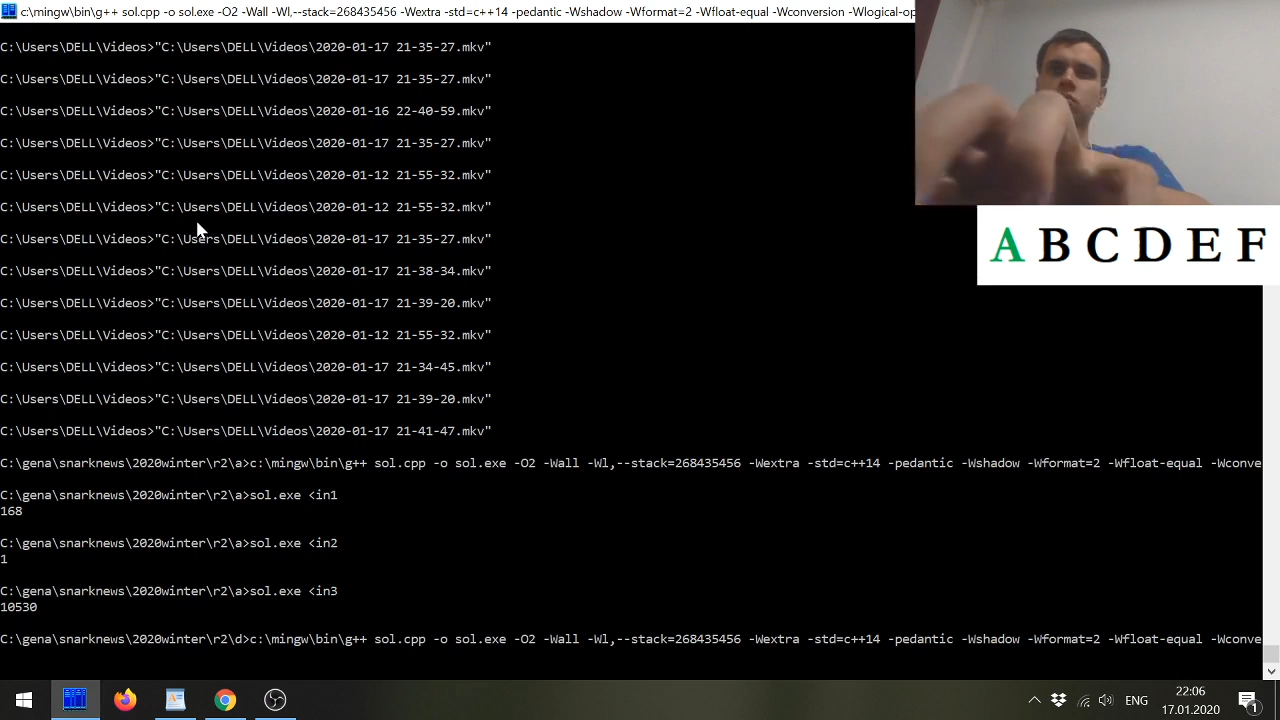 c:\mingw\bin\g++ sol.cpp -o sol.exe -O2 -Wall -Wl,--stack=268435456 -Wextra -std=c++14 -pedantic -Wshadow -Wformat=2 -Wfloat-equal -Wconversion -Wlogical-op
C:\Users\DELL\Videos>"C:\Users\DELL\Videos\2020-01-17 21-35-27.mkv"
C:\Users\DELL\Videos>"C:\Users\DELL\Videos\2020-01-17 21-35-27.mkv"
C:\Users\DELL\Videos>"C:\Users\DELL\Videos\2020-01-16 22-40-59.mkv"
C:\Users\DELL\Videos>"C:\Users\DELL\Videos\2020-01-17 21-35-27.mkv"
C:\Users\DELL\Videos>"C:\Users\DELL\Videos\2020-01-12 21-55-32.mkv"
C:\Users\DELL\Videos>"C:\Users\DELL\Videos\2020-01-12 21-55-32.mkv"
C:\Users\DELL\Videos>"C:\Users\DELL\Videos\2020-01-17 21-35-27.mkv"
C:\Users\DELL\Videos>"C:\Users\DELL\Videos\2020-01-17 21-38-34.mkv"
C:\Users\DELL\Videos>"C:\Users\DELL\Videos\2020-01-17 21-39-20.mkv"
C:\Users\DELL\Videos>"C:\Users\DELL\Videos\2020-01-12 21-55-32.mkv"
C:\Users\DELL\Videos>"C:\Users\DELL\Videos\2020-01-17 21-34-45.mkv"
C:\Users\DELL\Videos>"C:\Users\DELL\Videos\2020-01-17 21-39-20.mkv"
C:\Users\DELL\Videos>"C:\Users\DELL\Videos\2020-01-17 21-41-47.mkv"
C:\gena\snarknews\2020winter\r2\a>c:\mingw\bin\g++ sol.cpp -o sol.exe -O2 -Wall -Wl,--stack=268435456 -Wextra -std=c++14 -pedantic -Wshadow -Wformat=2 -Wfloat-equal -Wconve
C:\gena\snarknews\2020winter\r2\a>sol.exe <in1
168
C:\gena\snarknews\2020winter\r2\a>sol.exe <in2
1
C:\gena\snarknews\2020winter\r2\a>sol.exe <in3
10530
C:\gena\snarknews\2020winter\r2\d>c:\mingw\bin\g++ sol.cpp -o sol.exe -O2 -Wall -Wl,--stack=268435456 -Wextra -std=c++14 -pedantic -Wshadow -Wformat=2 -Wfloat-equal -Wconve
A B C D E F
ENG
22:06
17.01.2020
1